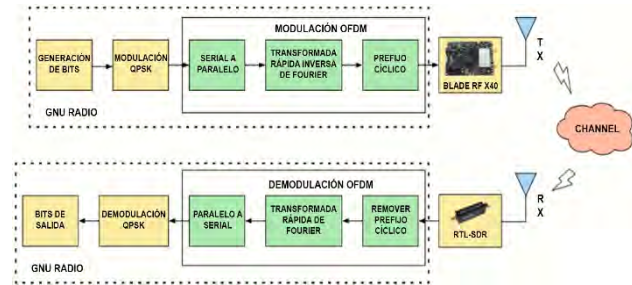 MODULACIÓN OFDM
GENERACIÓN
DE BITS
MODULACIÓN
QPSK
SERIAL A
PARALELO
TRANSFORMADA
RÁPIDA INVERSA
DE FOURIER
PREFIJO
CÍCLICO
BLADE RF X40
T
X
GNU RADIO
CHANNEL
DEMODULACIÓN OFDM
BITS DE
SALIDA
DEMODULACIÓN
QPSK
PARALELO A
SERIAL
TRANSFORMADA
RÁPIDA DE
FOURIER
REMOVER
PREFIJO
CÍCLICO
RTL-SDR
R
X
GNU RADIO